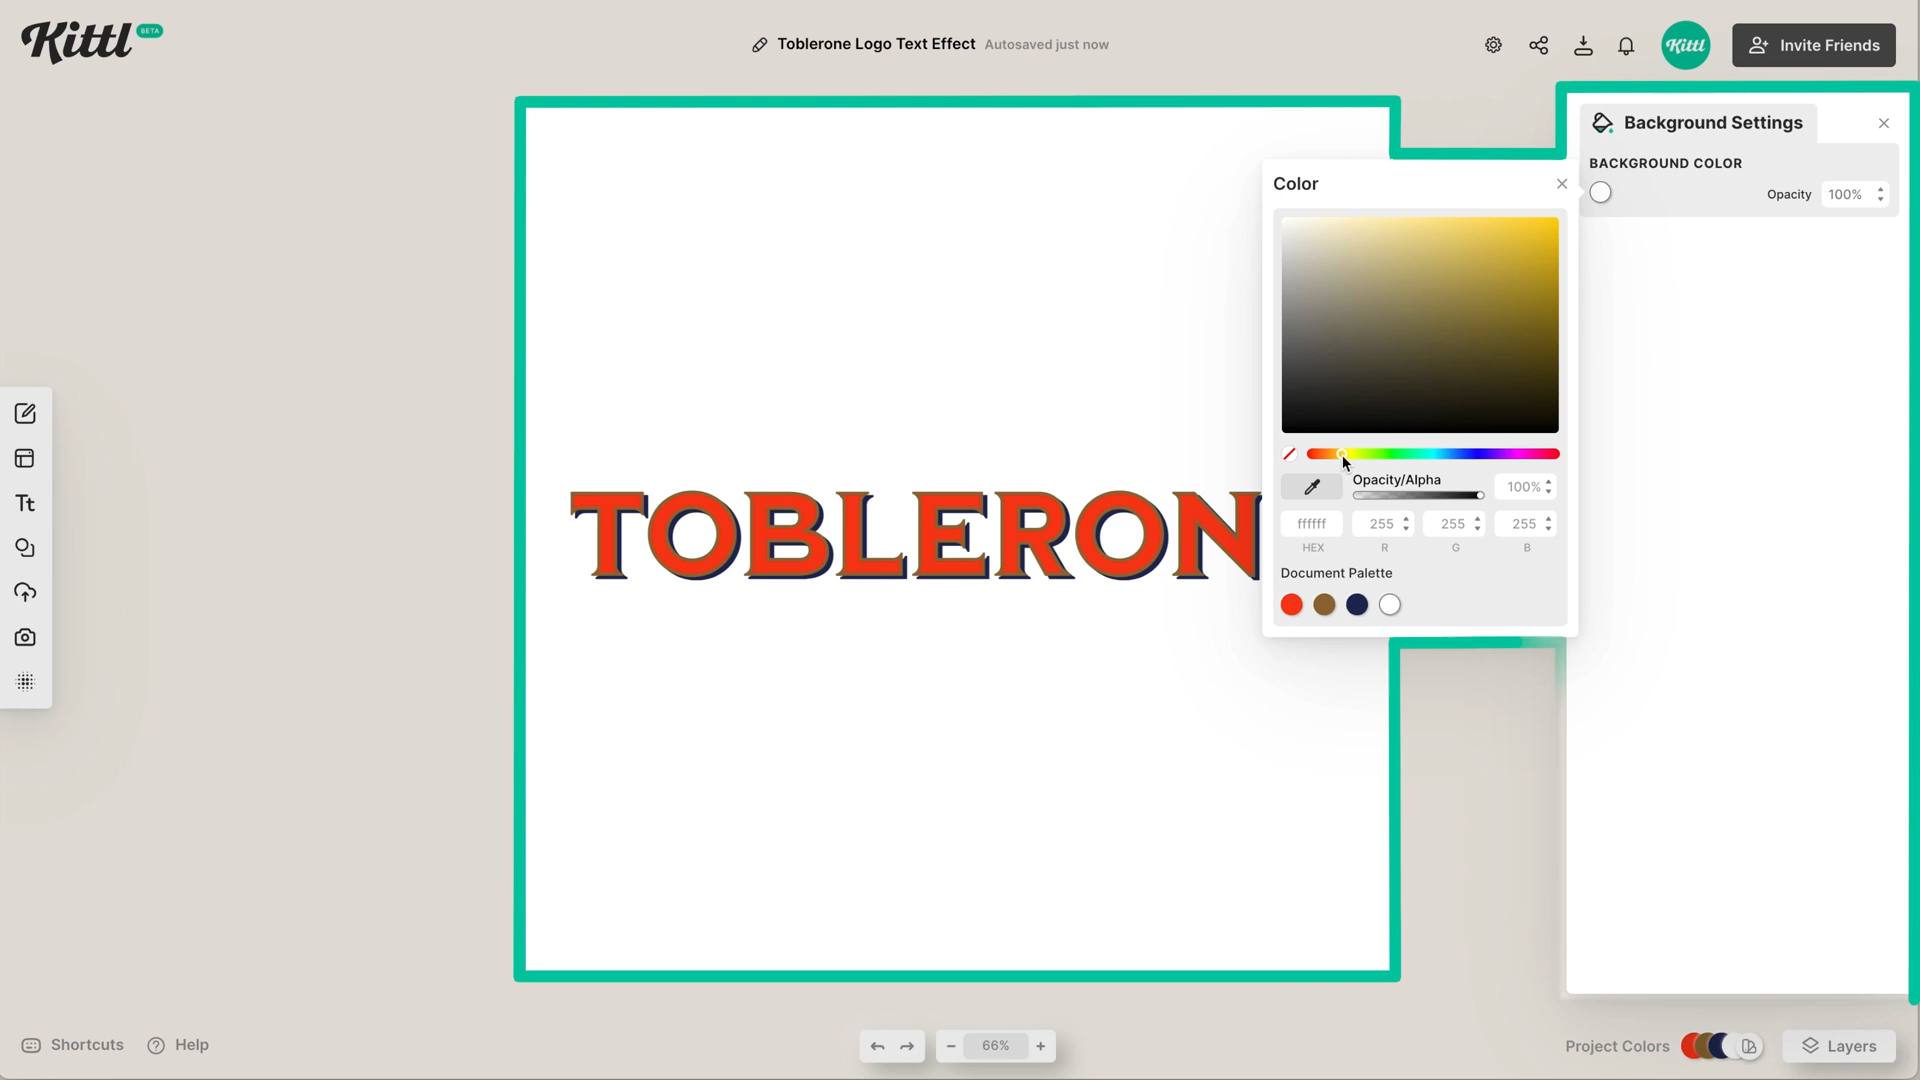 Kittl BETA
Toblerone Logo Text Effect Autosaved just now
Kittl
Invite Friends
Background Settings
BACKGROUND COLOR
Opacity 100%
Color
Opacity/Alpha
100%
ffffff 255 255 255
HEX R G B
Document Palette
Tt
TOBLERON
Shortcuts Help
66%
Project Colors
Layers